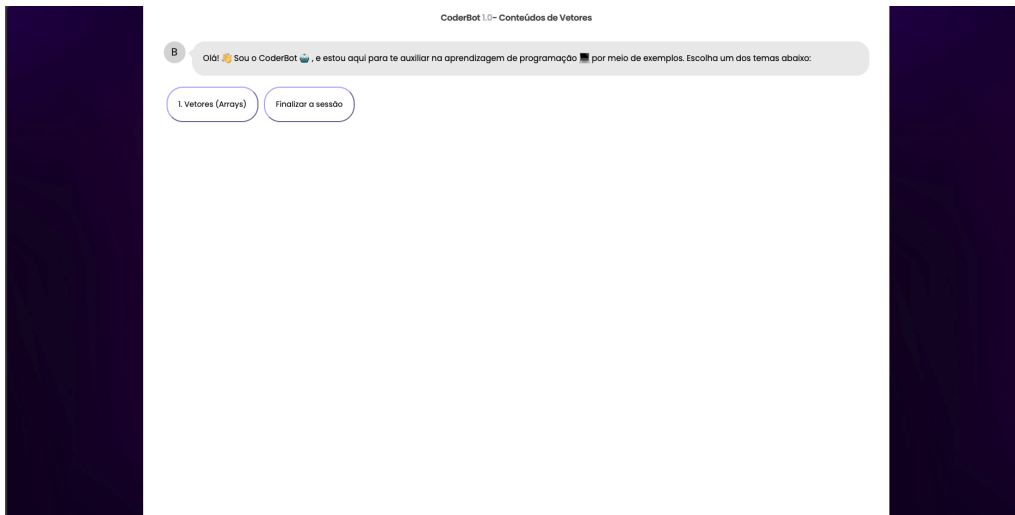 CoderBot 1.0- Conteúdos de Vetores
B
Olá! 👋 Sou o CoderBot 🤖 , e estou aqui para te auxiliar na aprendizagem de programação 💻 por meio de exemplos. Escolha um dos temas abaixo:
1. Vetores (Arrays) Finalizar a sessão